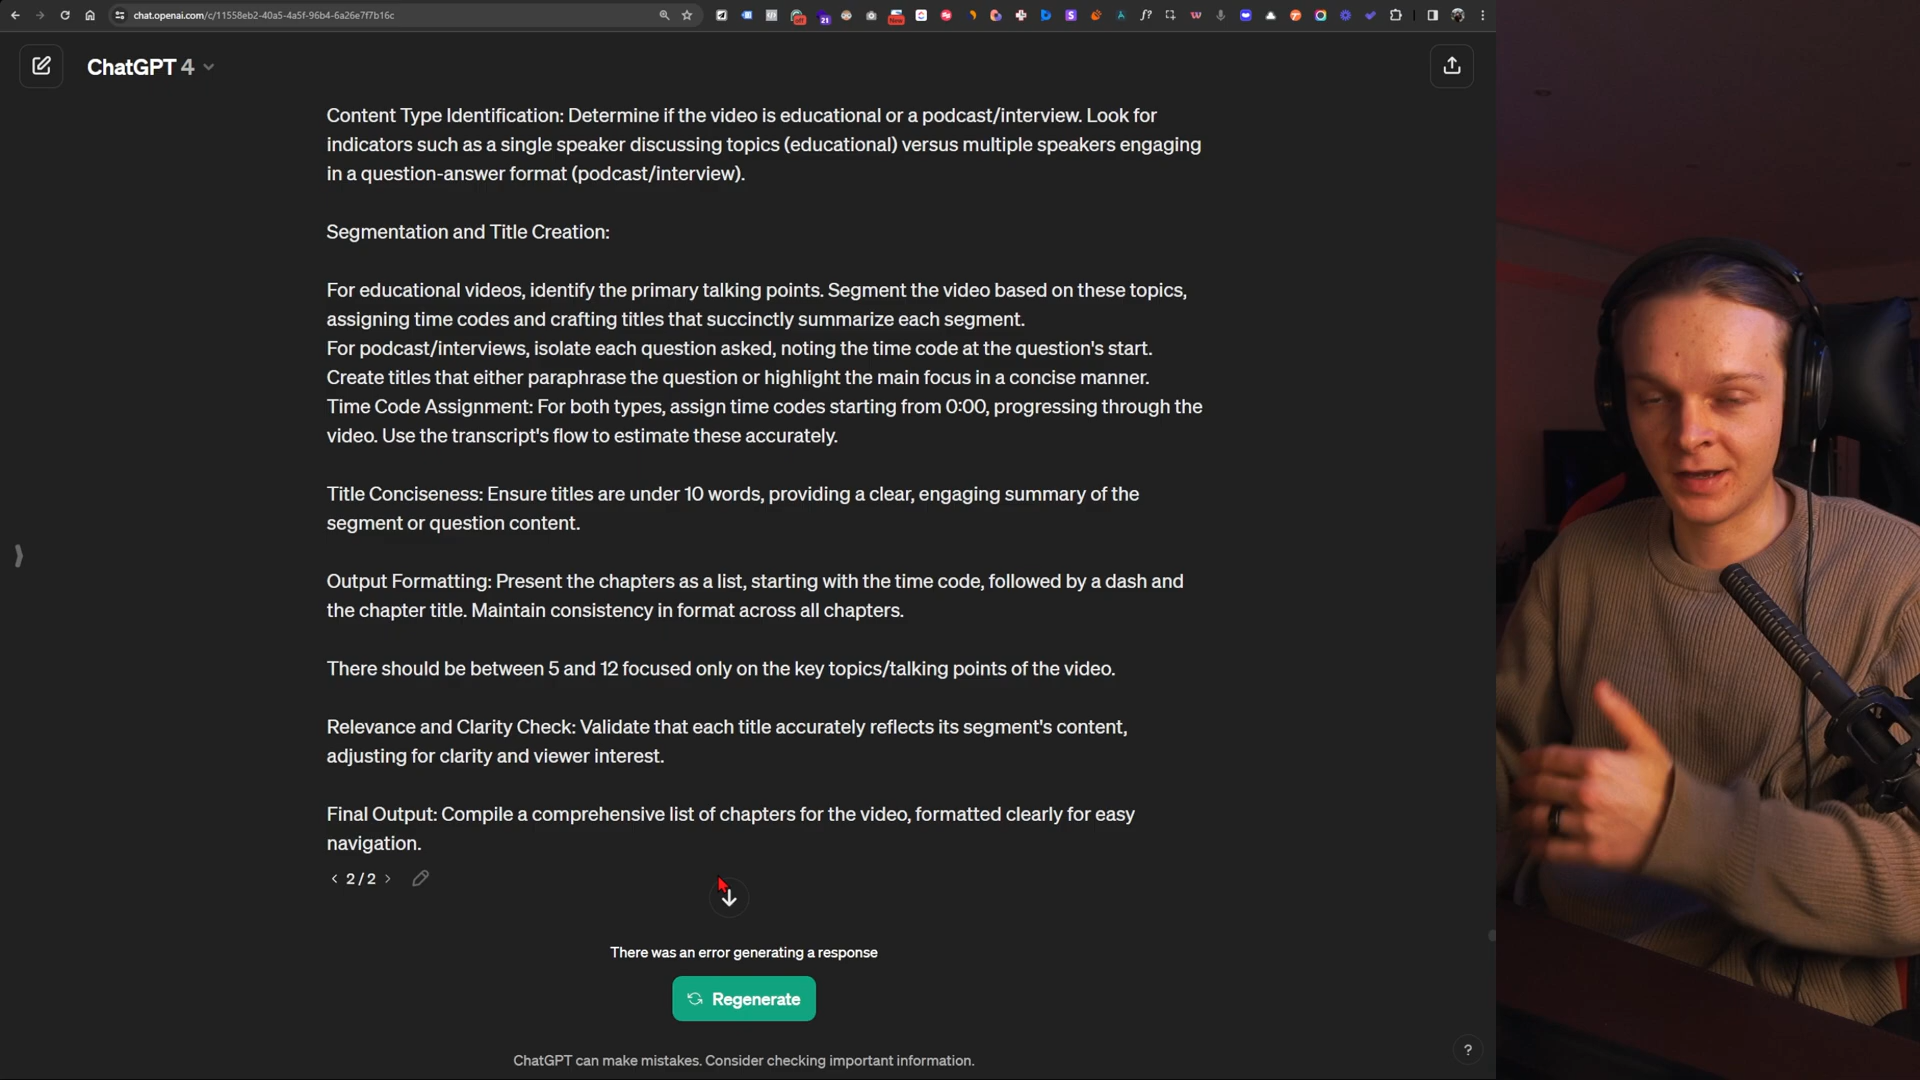 chat.openai.com/c/11558eb2-40a5-4a5f-96b4-6a26e7f7b16c
off
21
New
f?
ChatGPT 4
Content Type Identification: Determine if the video is educational or a podcast/interview. Look for
indicators such as a single speaker discussing topics (educational) versus multiple speakers engaging
in a question-answer format (podcast/interview).
Segmentation and Title Creation:
For educational videos, identify the primary talking points. Segment the video based on these topics,
assigning time codes and crafting titles that succinctly summarize each segment.
For podcast/interviews, isolate each question asked, noting the time code at the question's start.
Create titles that either paraphrase the question or highlight the main focus in a concise manner.
Time Code Assignment: For both types, assign time codes starting from 0:00, progressing through the
video. Use the transcript's flow to estimate these accurately.
Title Conciseness: Ensure titles are under 10 words, providing a clear, engaging summary of the
segment or question content.
Output Formatting: Present the chapters as a list, starting with the time code, followed by a dash and
the chapter title. Maintain consistency in format across all chapters.
There should be between 5 and 12 focused only on the key topics/talking points of the video.
Relevance and Clarity Check: Validate that each title accurately reflects its segment's content,
adjusting for clarity and viewer interest.
Final Output: Compile a comprehensive list of chapters for the video, formatted clearly for easy
navigation.
< 2 / 2 >
There was an error generating a response
Regenerate
ChatGPT can make mistakes. Consider checking important information.
?